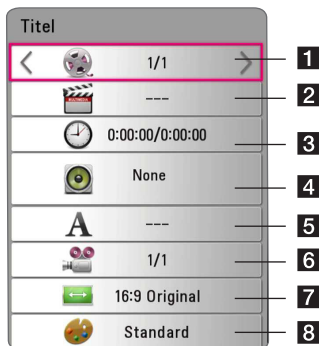 Titel
1/1 1
--- 2
0:00:00/0:00:00 3
None 4
A --- 5
1/1 6
16:9 Original 7
Standard 8